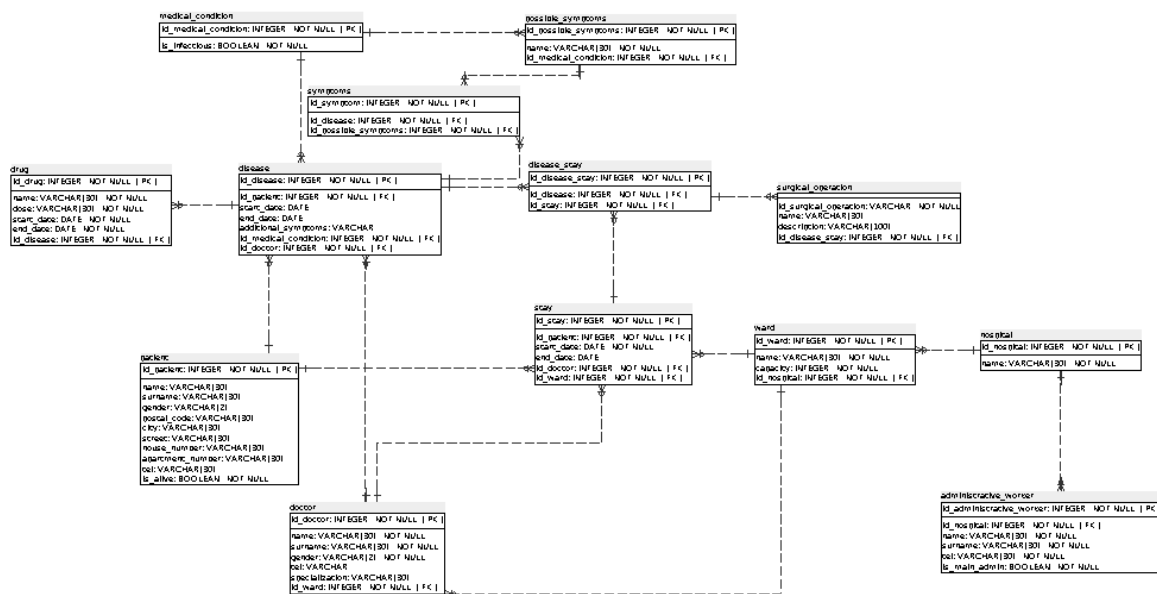 medical_condition
id_medical_condition: INTEGER NOT NULL [ PK ]
is_infectious: BOOLEAN NOT NULL
possible_symptoms
id_possible_symptoms: INTEGER NOT NULL [ PK ]
name: VARCHAR(30) NOT NULL
id_medical_condition: INTEGER NOT NULL [ FK ]
symptoms
id_symptom: INTEGER NOT NULL [ PK ]
id_disease: INTEGER NOT NULL [ FK ]
id_possible_symptoms: INTEGER NOT NULL [ FK ]
drug
id_drug: INTEGER NOT NULL [ PK ]
name: VARCHAR(30) NOT NULL
dose: VARCHAR(30) NOT NULL
start_date: DATE NOT NULL
end_date: DATE NOT NULL
id_disease: INTEGER NOT NULL [ FK ]
disease
id_disease: INTEGER NOT NULL [ PK ]
id_patient: INTEGER NOT NULL [ FK ]
start_date: DATE
end_date: DATE
additional_symptoms: VARCHAR
id_medical_condition: INTEGER NOT NULL [ FK ]
id_doctor: INTEGER NOT NULL [ FK ]
disease_stay
id_disease_stay: INTEGER NOT NULL [ PK ]
id_disease: INTEGER NOT NULL [ FK ]
id_stay: INTEGER NOT NULL [ FK ]
surgical_operation
id_surgical_operation: VARCHAR NOT NULL
name: VARCHAR(30)
description: VARCHAR(100)
id_disease_stay: INTEGER NOT NULL [ FK ]
stay
id_stay: INTEGER NOT NULL [ PK ]
id_patient: INTEGER NOT NULL [ FK ]
start_date: DATE NOT NULL
end_date: DATE
id_doctor: INTEGER NOT NULL [ FK ]
id_ward: INTEGER NOT NULL [ FK ]
ward
id_ward: INTEGER NOT NULL [ PK ]
name: VARCHAR(30) NOT NULL
capacity: INTEGER NOT NULL
id_hospital: INTEGER NOT NULL [ FK ]
hospital
id_hospital: INTEGER NOT NULL [ PK ]
name: VARCHAR(30) NOT NULL
patient
id_patient: INTEGER NOT NULL [ PK ]
name: VARCHAR(30)
surname: VARCHAR(30)
gender: VARCHAR(2)
postal_code: VARCHAR(30)
city: VARCHAR(30)
street: VARCHAR(30)
house_number: VARCHAR(30)
apartment_number: VARCHAR(30)
tel: VARCHAR(30)
is_alive: BOOLEAN NOT NULL
doctor
id_doctor: INTEGER NOT NULL [ PK ]
name: VARCHAR(30) NOT NULL
surname: VARCHAR(30) NOT NULL
gender: VARCHAR(2) NOT NULL
tel: VARCHAR
specialization: VARCHAR(30)
id_ward: INTEGER NOT NULL [ FK ]
administrative_worker
id_administrative_worker: INTEGER NOT NULL [ PK ]
id_hospital: INTEGER NOT NULL [ FK ]
name: VARCHAR(30) NOT NULL
surname: VARCHAR(30) NOT NULL
tel: VARCHAR(30) NOT NULL
is_main_admin: BOOLEAN NOT NULL